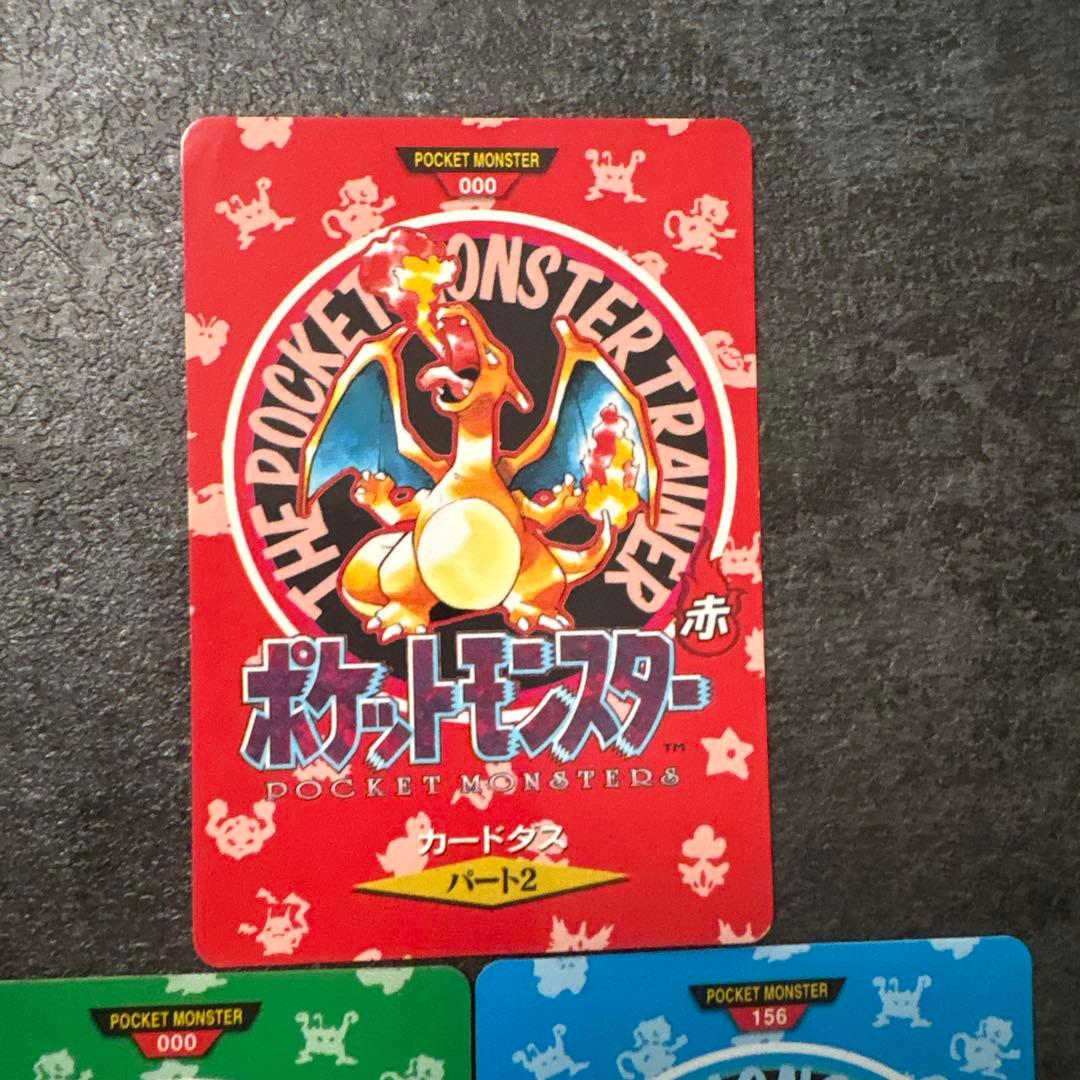 POCKET MONSTER
000
THE POCKET MONSTER TRAINER
赤
ポケットモンスター
TM
POCKET MONSTERS
カードダス
パート2
POCKET MONSTER
000
POCKET MONSTER
156